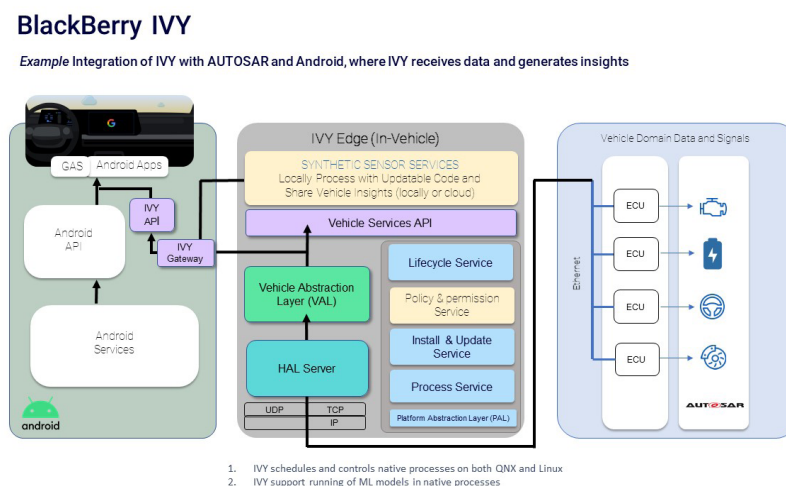 BlackBerry IVY
Example Integration of IVY with AUTOSAR and Android, where IVY receives data and generates insights
G
GAS
Android Apps
IVY
API
IVY
Gateway
Android
API
Android
Services
android
IVY Edge (In-Vehicle)
SYNTHETIC SENSOR SERVICES
Locally Process with Updatable Code and
Share Vehicle Insights (locally or cloud)
Vehicle Services API
Vehicle Abstraction
Layer (VAL)
HAL Server
UDP
TCP
IP
Lifecycle Service
Policy & permission
Service
Install & Update
Service
Process Service
Platform Abstraction Layer (PAL)
Vehicle Domain Data and Signals
Ethernet
ECU
ECU
ECU
ECU
AUTOSAR
1. IVY schedules and controls native processes on both QNX and Linux
2. IVY support running of ML models in native processes